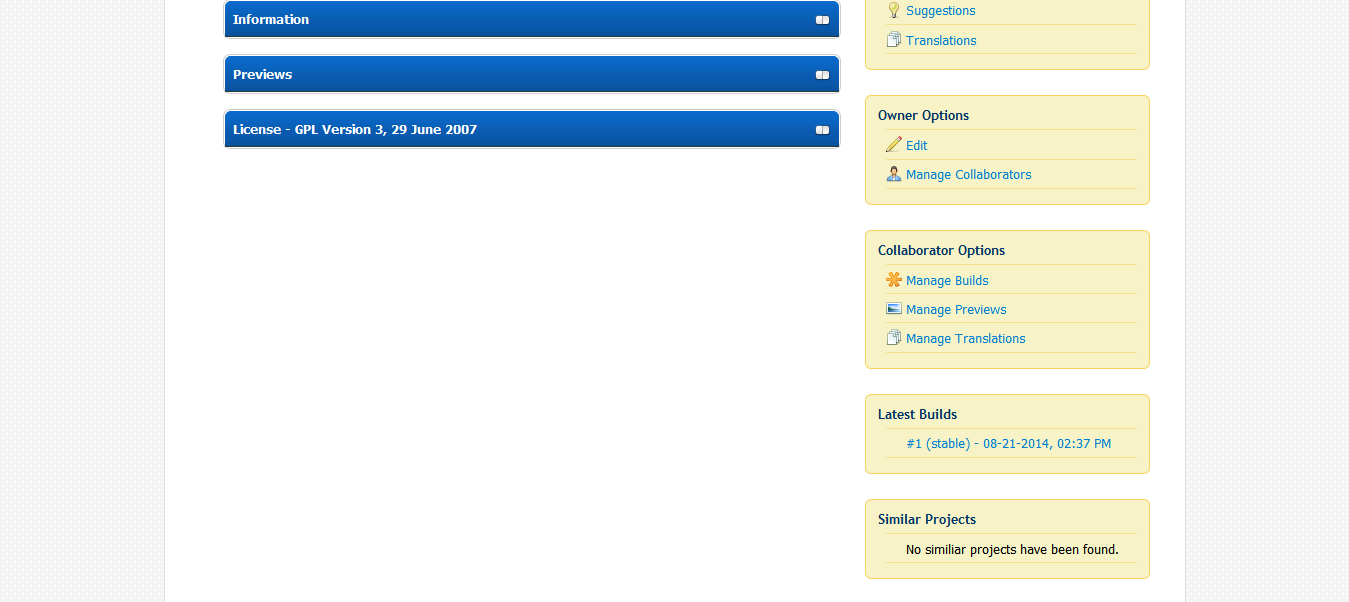 Information
Previews
License - GPL Version 3, 29 June 2007
Suggestions
Translations
Owner Options
Edit
Manage Collaborators
Collaborator Options
Manage Builds
Manage Previews
Manage Translations
Latest Builds
#1 (stable) - 08-21-2014, 02:37 PM
Similar Projects
No similiar projects have been found.